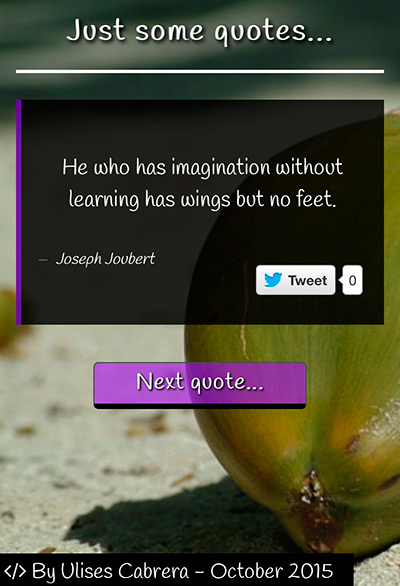 Just some quotes...
He who has imagination without
learning has wings but no feet.
— Joseph Joubert
Tweet 0
Next quote...
</> By Ulises Cabrera - October 2015